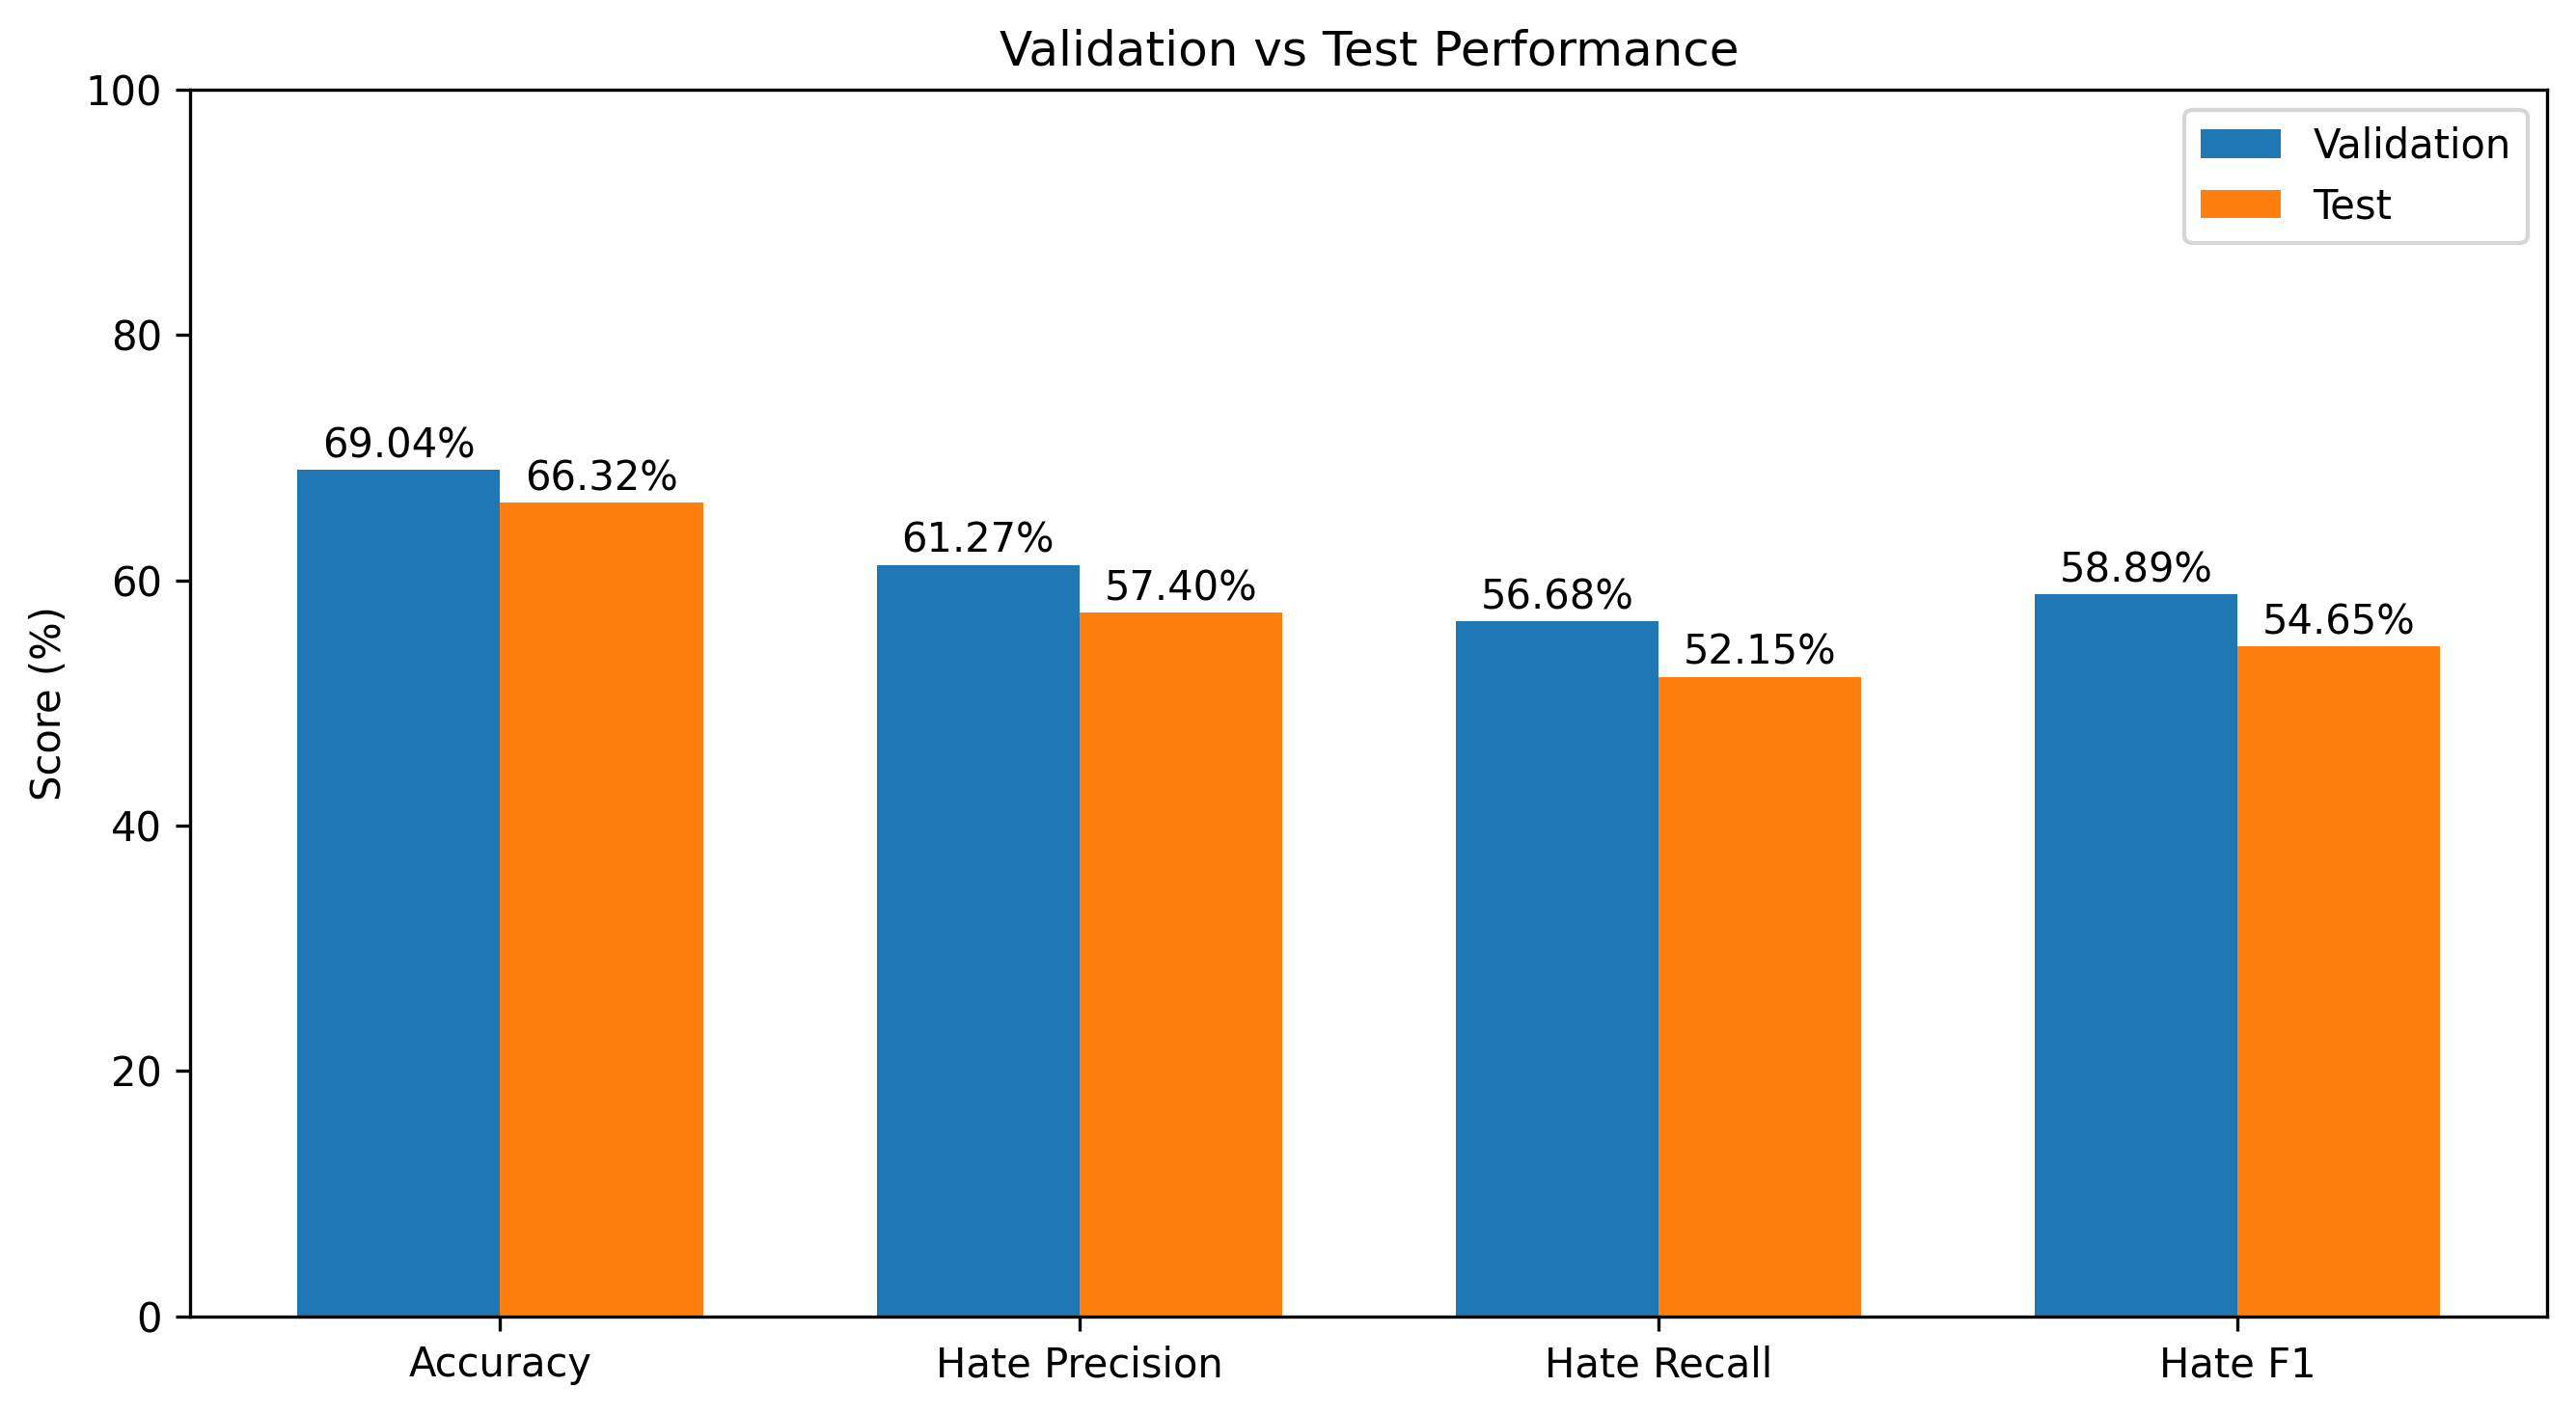 Validation vs Test Performance
100
80
60
40
20
0
Score (%)
Validation
Test
69.04%
66.32%
61.27%
57.40%
56.68%
52.15%
58.89%
54.65%
Accuracy
Hate Precision
Hate Recall
Hate F1